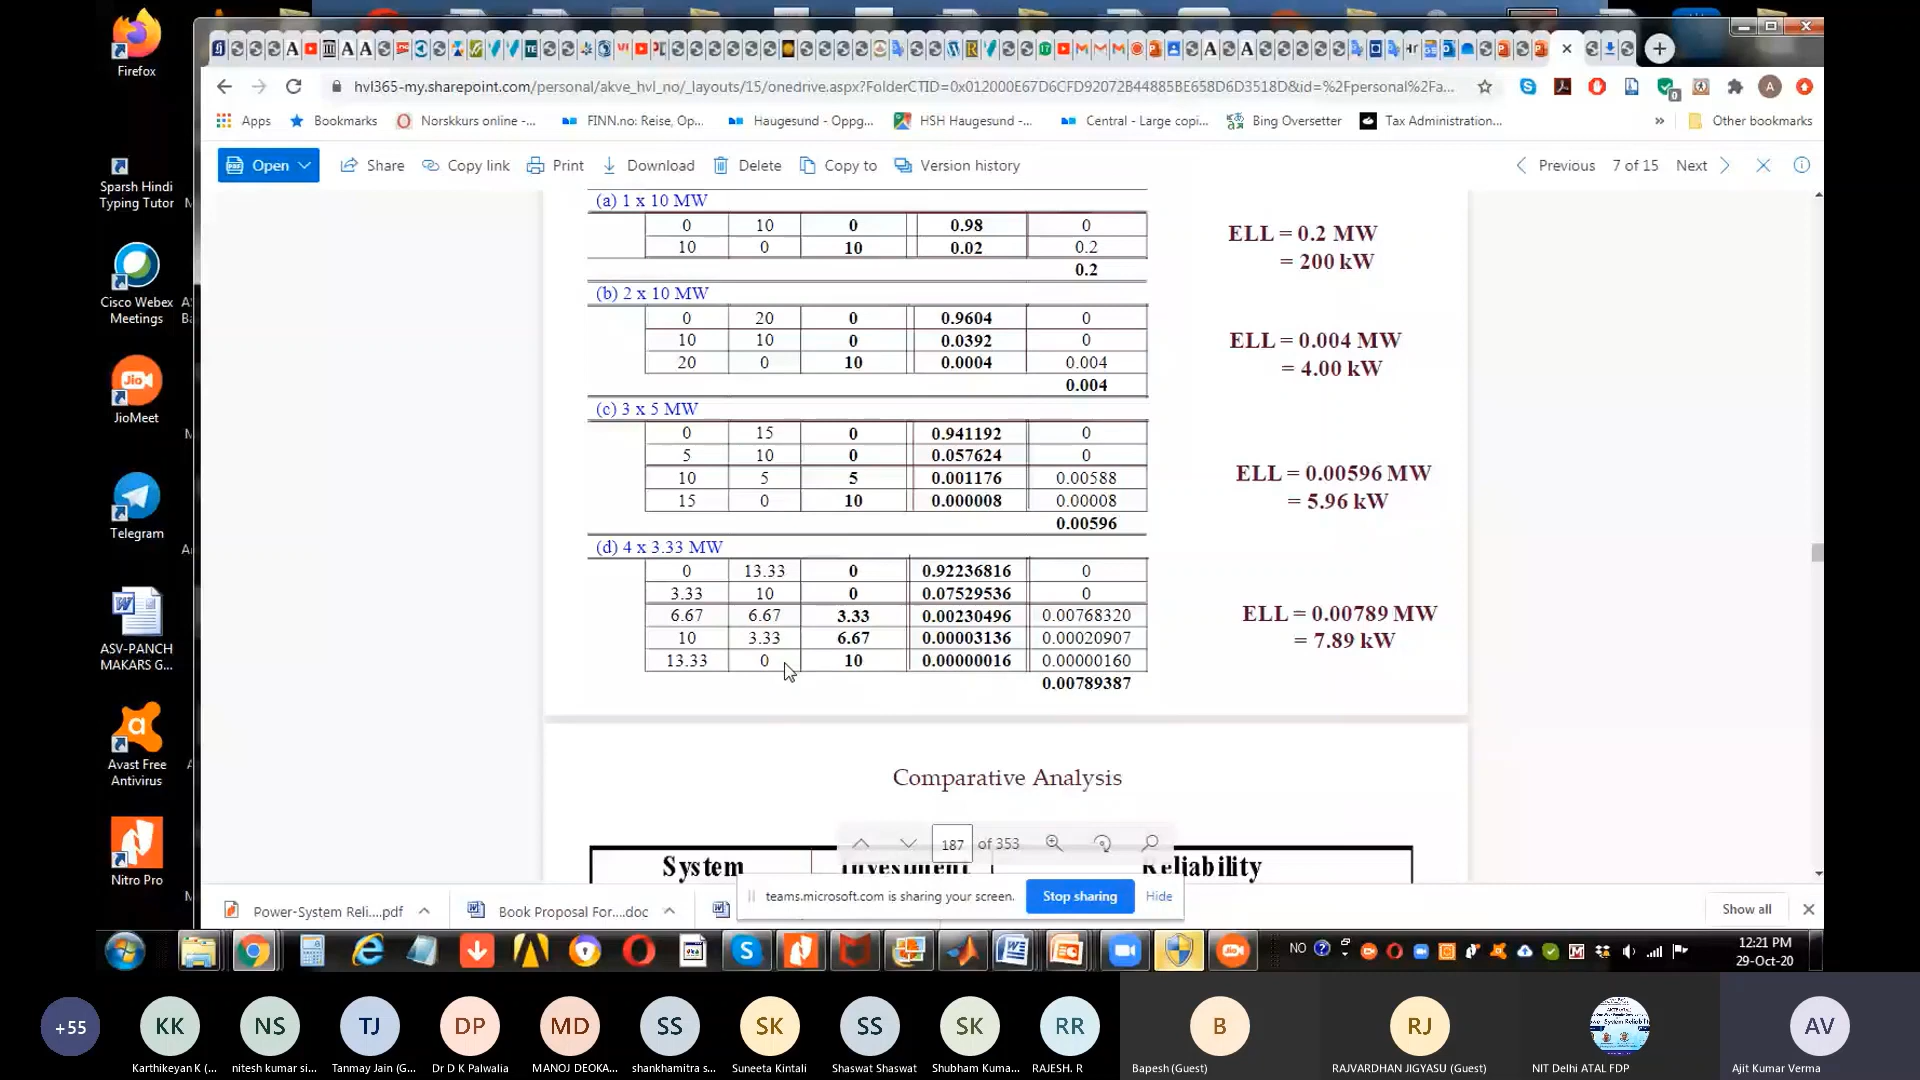 Firefox
Sparsh Hindi
Typing Tutor
Cisco Webex
Meetings
JioMeet
Telegram
ASV-PANCH
MAKARS G...
Avast Free
Antivirus
Nitro Pro
hvl365-my.sharepoint.com/personal/akve_hvl_no/_layouts/15/onedrive.aspx?FolderCTID=0x012000E67D6CFD92072B44885BE658D6D3518D&id=%2Fpersonal%2Fa...
Apps Bookmarks Norskkurs online -... FINN.no: Reise, Op... Haugesund - Oppg... HSH Haugesund -... Central - Large copi... Bing Oversetter Tax Administration... » Other bookmarks
Open Share Copy link Print Download Delete Copy to Version history Previous 7 of 15 Next
(a) 1 x 10 MW
0 10 0 0.98 0
10 0 10 0.02 0.2
0.2
ELL = 0.2 MW
= 200 kW
(b) 2 x 10 MW
0 20 0 0.9604 0
10 10 0 0.0392 0
20 0 10 0.0004 0.004
0.004
ELL = 0.004 MW
= 4.00 kW
(c) 3 x 5 MW
0 15 0 0.941192 0
5 10 0 0.057624 0
10 5 5 0.001176 0.00588
15 0 10 0.000008 0.00008
0.00596
ELL = 0.00596 MW
= 5.96 kW
(d) 4 x 3.33 MW
0 13.33 0 0.92236816 0
3.33 10 0 0.07529536 0
6.67 6.67 3.33 0.00230496 0.00768320
10 3.33 6.67 0.00003136 0.00020907
13.33 0 10 0.00000016 0.00000160
0.00789387
ELL = 0.00789 MW
= 7.89 kW
Comparative Analysis
187 of 353
System Investment Reliability
teams.microsoft.com is sharing your screen. Stop sharing Hide
Power-System Reli....pdf Book Proposal For....doc Show all
NO 12:21 PM
29-Oct-20
+55 KK NS TJ DP MD SS SK SS SK RR B RJ AV
Karthikeyan K (... nitesh kumar si... Tanmay Jain (G... Dr D K Palwalia MANOJ DEOKA... shankhamitra s... Suneeta Kintali Shaswat Shaswat Shubham Kuma... RAJESH. R Bapesh (Guest) RAJVARDHAN JIGYASU (Guest) NIT Delhi ATAL FDP Ajit Kumar Verma